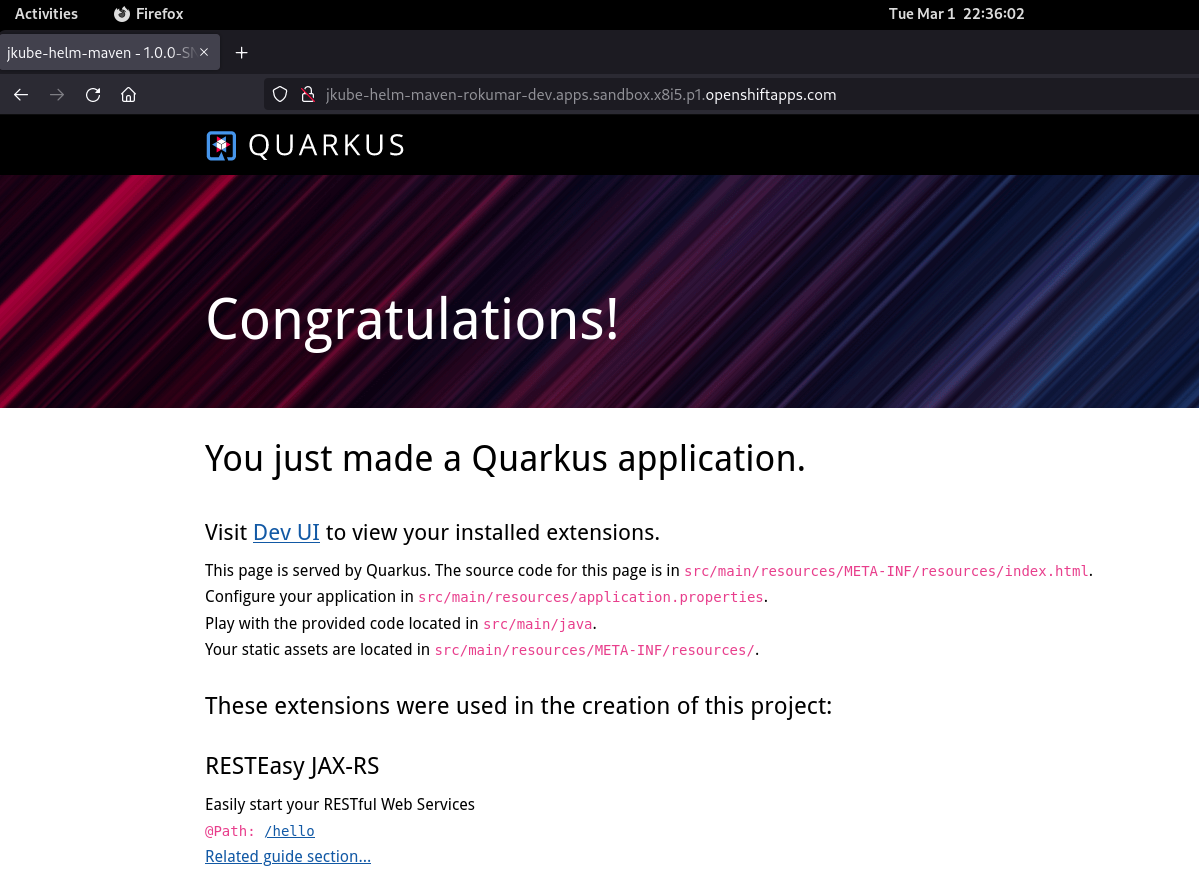 Activities Firefox Tue Mar 1 22:36:02
jkube-helm-maven - 1.0.0-SN
jkube-helm-maven-rokumar-dev.apps.sandbox.x8i5.p1.openshiftapps.com
QUARKUS
Congratulations!
You just made a Quarkus application.
Visit Dev UI to view your installed extensions.
This page is served by Quarkus. The source code for this page is in src/main/resources/META-INF/resources/index.html.
Configure your application in src/main/resources/application.properties.
Play with the provided code located in src/main/java.
Your static assets are located in src/main/resources/META-INF/resources/.
These extensions were used in the creation of this project:
RESTEasy JAX-RS
Easily start your RESTful Web Services
@Path: /hello
Related guide section...